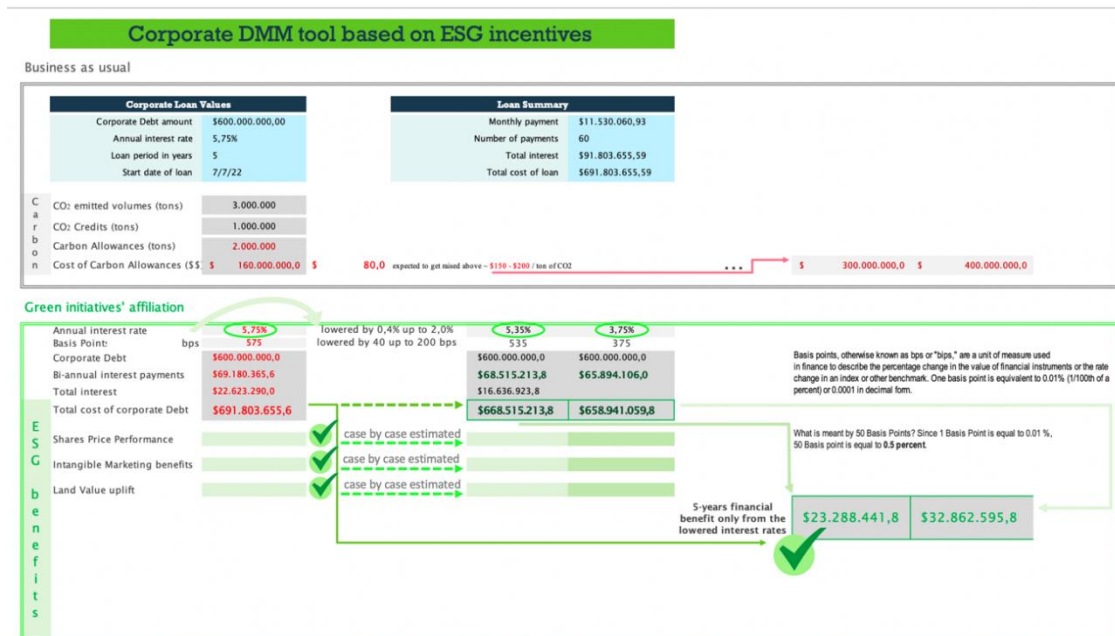 Corporate DMM tool based on ESG incentives
Business as usual
Corporate Loan Values
Corporate Debt amount $600.000.000,00
Annual interest rate 5,75%
Loan period in years 5
Start date of loan 7/7/22
Loan Summary
Monthly payment $11.530.060,93
Number of payments 60
Total interest $91.803.655,59
Total cost of loan $691.803.655,59
Carbon
CO2 emitted volumes (tons) 3.000.000
CO2 Credits (tons) 1.000.000
Carbon Allowances (tons) 2.000.000
Cost of Carbon Allowances ($$) $ 160.000.000,0 $ 80,0 expected to get raised above ~ $150 - $200 / ton of CO2 ... $ 300.000.000,0 $ 400.000.000,0
Green initiatives' affiliation
Annual interest rate 5,75% lowered by 0,4% up to 2,0% 5,35% 3,75%
Basis Point: bps 575 lowered by 40 up to 200 bps 535 375
Corporate Debt $600.000.000,0 $600.000.000,0 $600.000.000,0
Bi-annual interest payments $69.180.365,6 $68.515.213,8 $65.894.106,0
Total interest $22.623.290,0 $16.636.923,8
Total cost of corporate Debt $691.803.655,6 $668.515.213,8 $658.941.059,8
ESG benefits
Shares Price Performance case by case estimated
Intangible Marketing benefits case by case estimated
Land Value uplift case by case estimated
Basis points, otherwise known as bps or "bips," are a unit of measure used
in finance to describe the percentage change in the value of financial instruments or the rate
change in an index or other benchmark. One basis point is equivalent to 0.01% (1/100th of a
percent) or 0.0001 in decimal form.
What is meant by 50 Basis Points? Since 1 Basis Point is equal to 0.01 %,
50 Basis point is equal to 0.5 percent.
5-years financial
benefit only from the
lowered interest rates
$23.288.441,8 $32.862.595,8